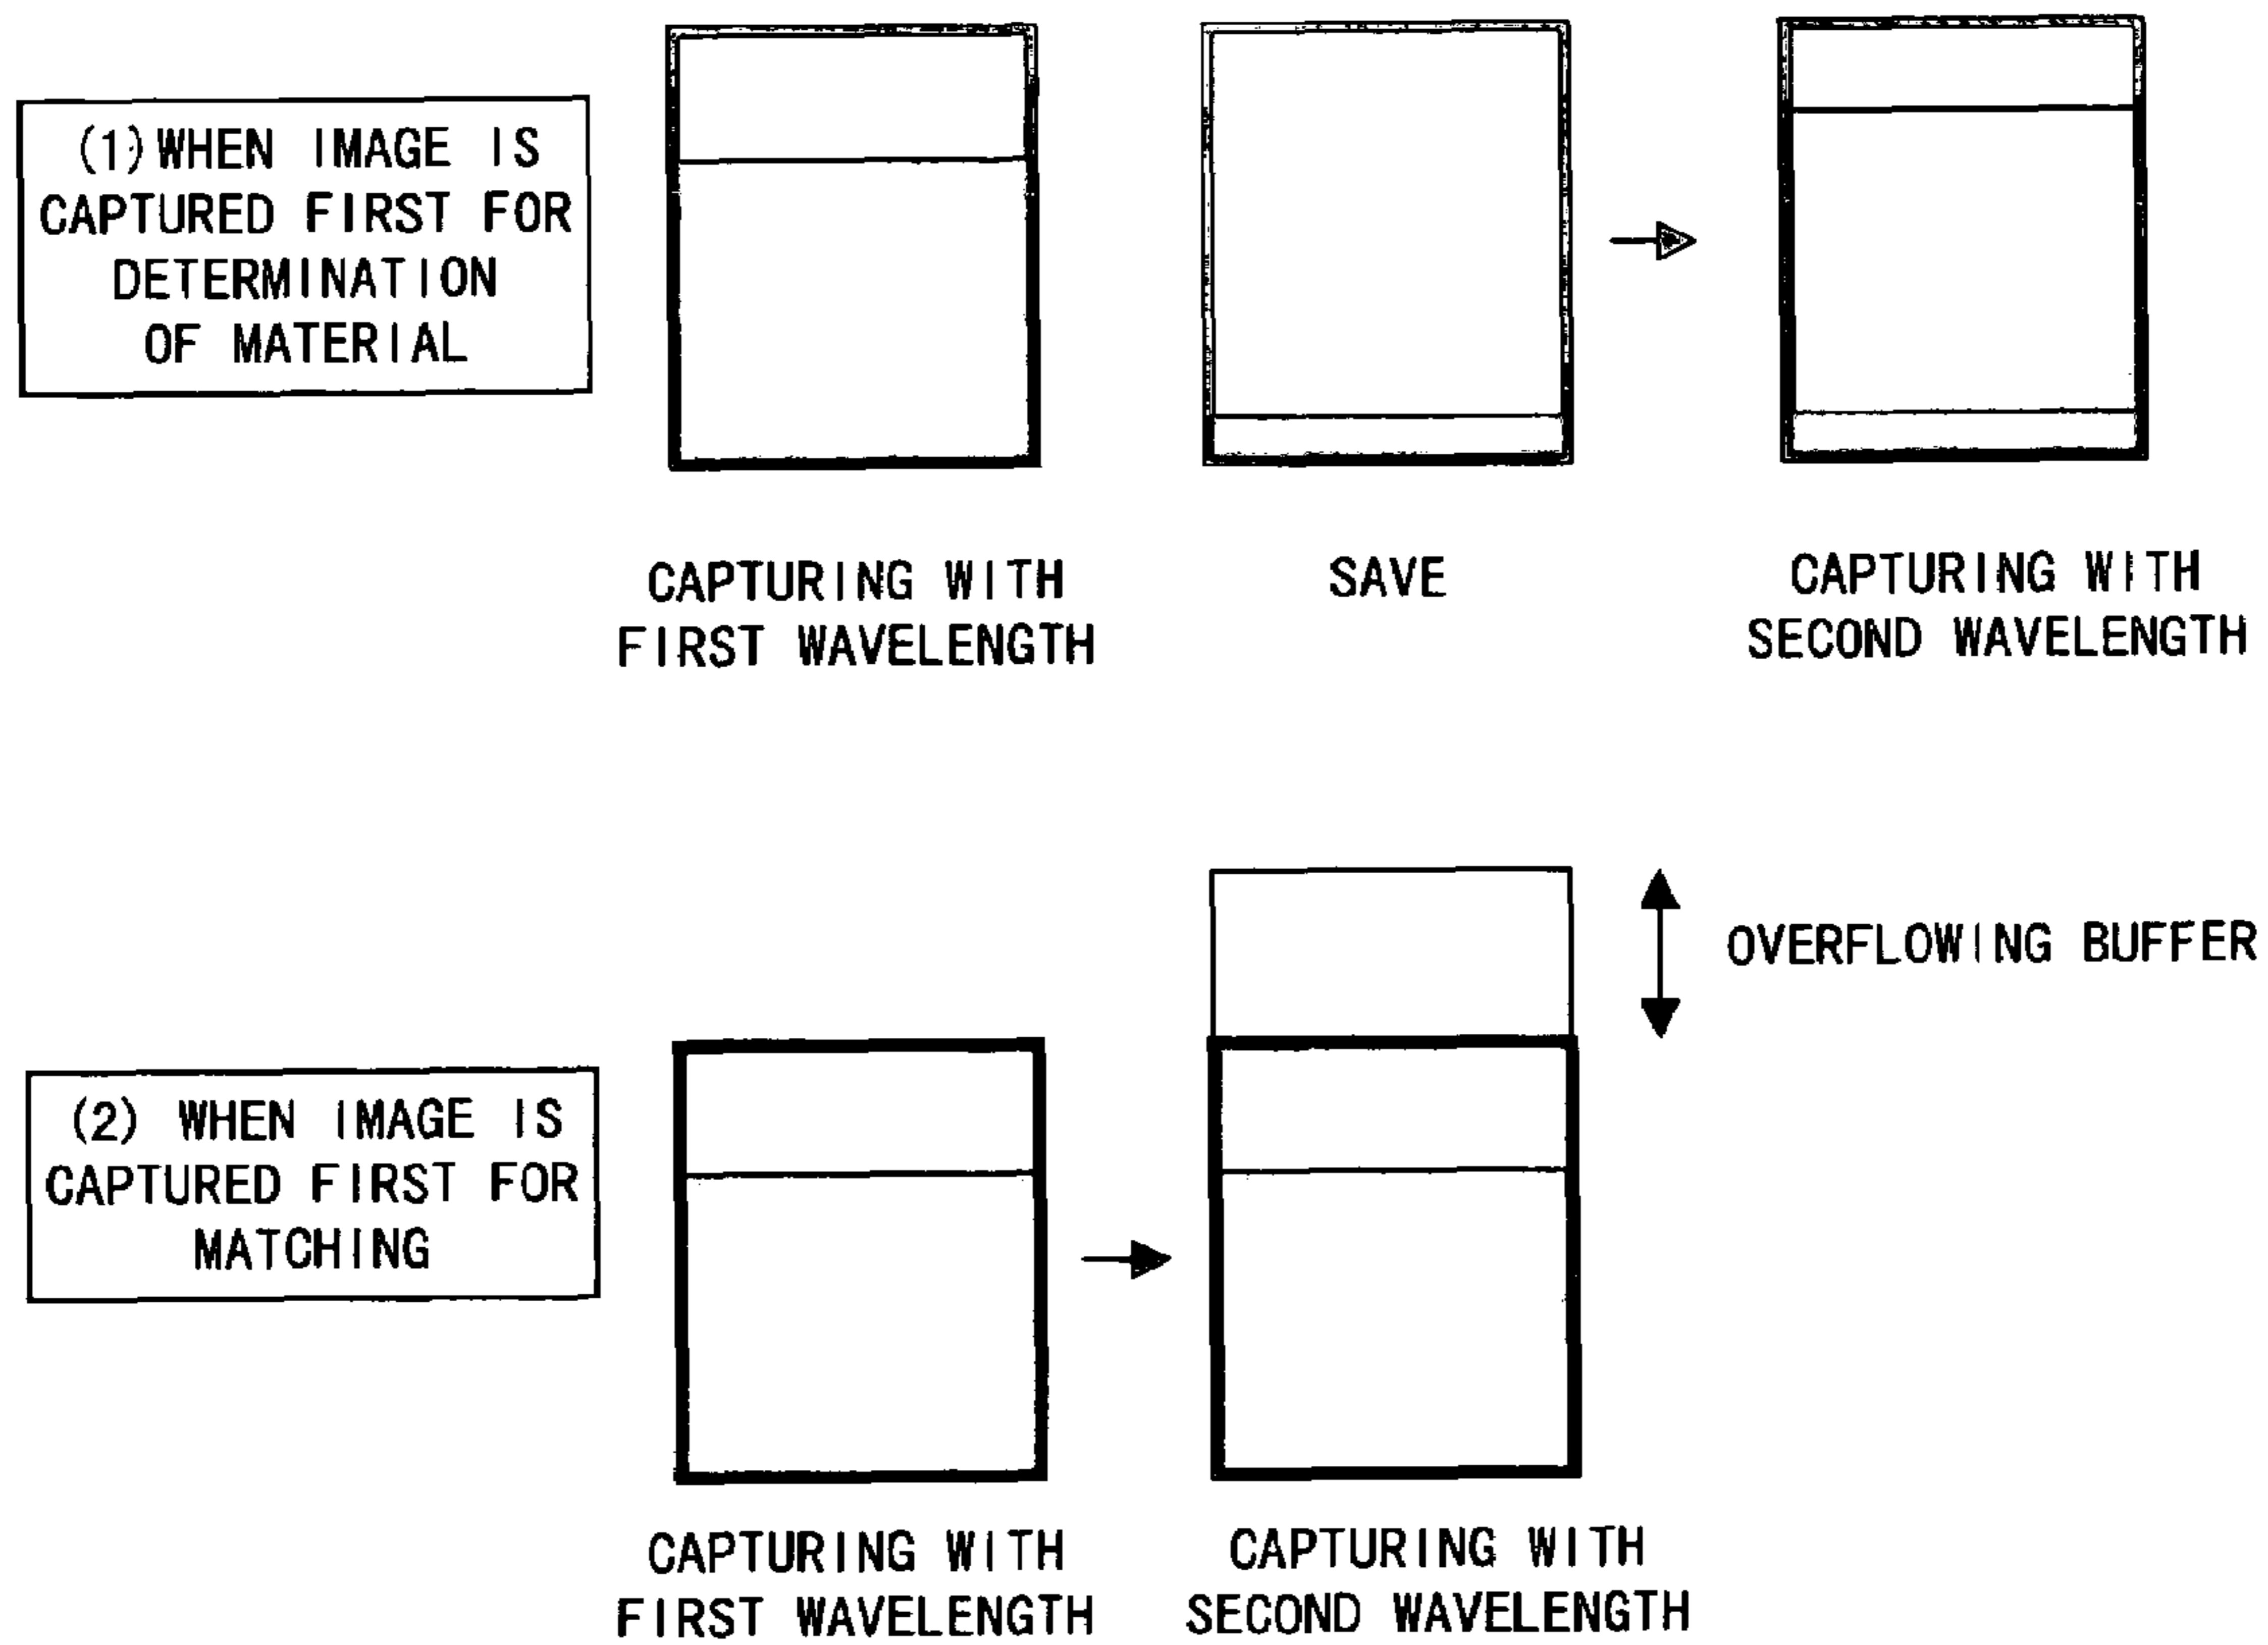 (1)WHEN IMAGE IS
CAPTURED FIRST FOR
DETERMINATION
OF MATERIAL
CAPTURING WITH
FIRST WAVELENGTH
SAVE
CAPTURING WITH
SECOND WAVELENGTH
OVERFLOWING BUFFER
(2) WHEN IMAGE IS
CAPTURED FIRST FOR
MATCHING
CAPTURING WITH
FIRST WAVELENGTH
CAPTURING WITH
SECOND WAVELENGTH